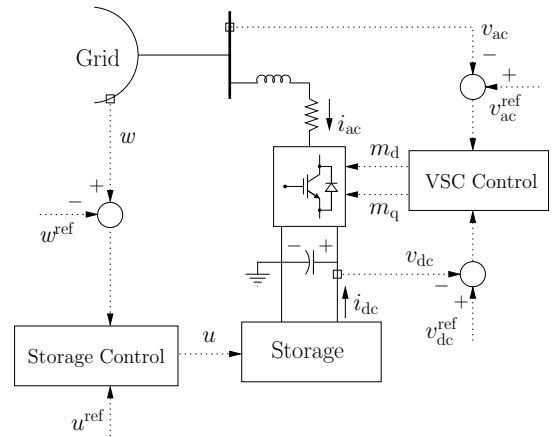 v_ac
Grid
−
+
v_ac^ref
w
i_ac
m_d
VSC Control
+
−
m_q
w^ref
−
+
v_dc
−
+
i_dc
v_dc^ref
u
Storage Control
Storage
u^ref